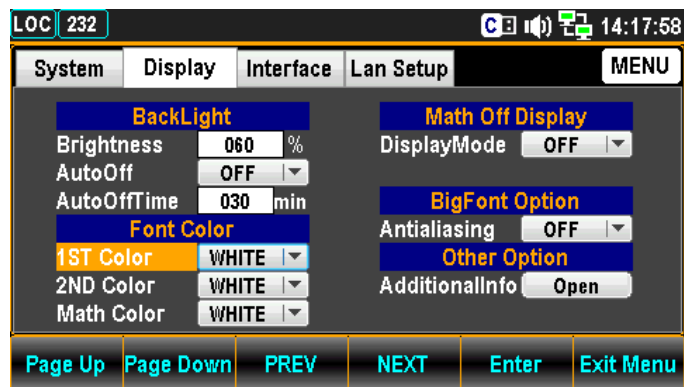 LOC 232 C 14:17:58
System Display Interface Lan Setup MENU
BackLight
Brightness 060 %
AutoOff OFF
AutoOffTime 030 min
Font Color
1ST Color WHITE
2ND Color WHITE
Math Color WHITE
Math Off Display
DisplayMode OFF
BigFont Option
Antialiasing OFF
Other Option
AdditionalInfo Open
Page Up Page Down PREV NEXT Enter Exit Menu